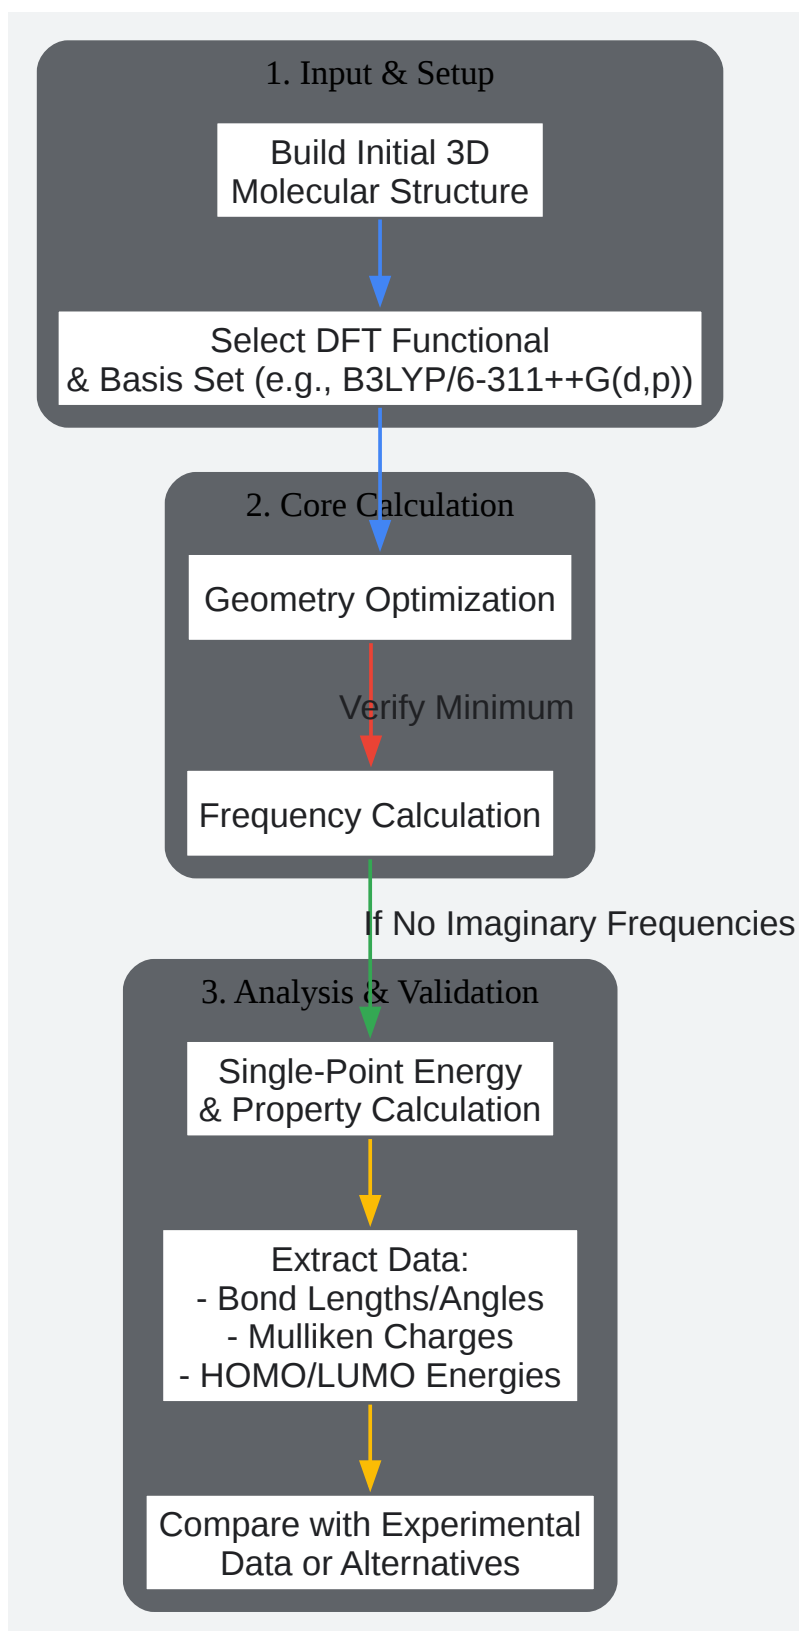 1. Input & Setup
Build Initial 3D
Molecular Structure
Select DFT Functional
& Basis Set (e.g., B3LYP/6-311++G(d,p))
2. Core Calculation
Geometry Optimization
Verify Minimum
Frequency Calculation
If No Imaginary Frequencies
3. Analysis & Validation
Single-Point Energy
& Property Calculation
Extract Data:
- Bond Lengths/Angles
- Mulliken Charges
- HOMO/LUMO Energies
Compare with Experimental
Data or Alternatives